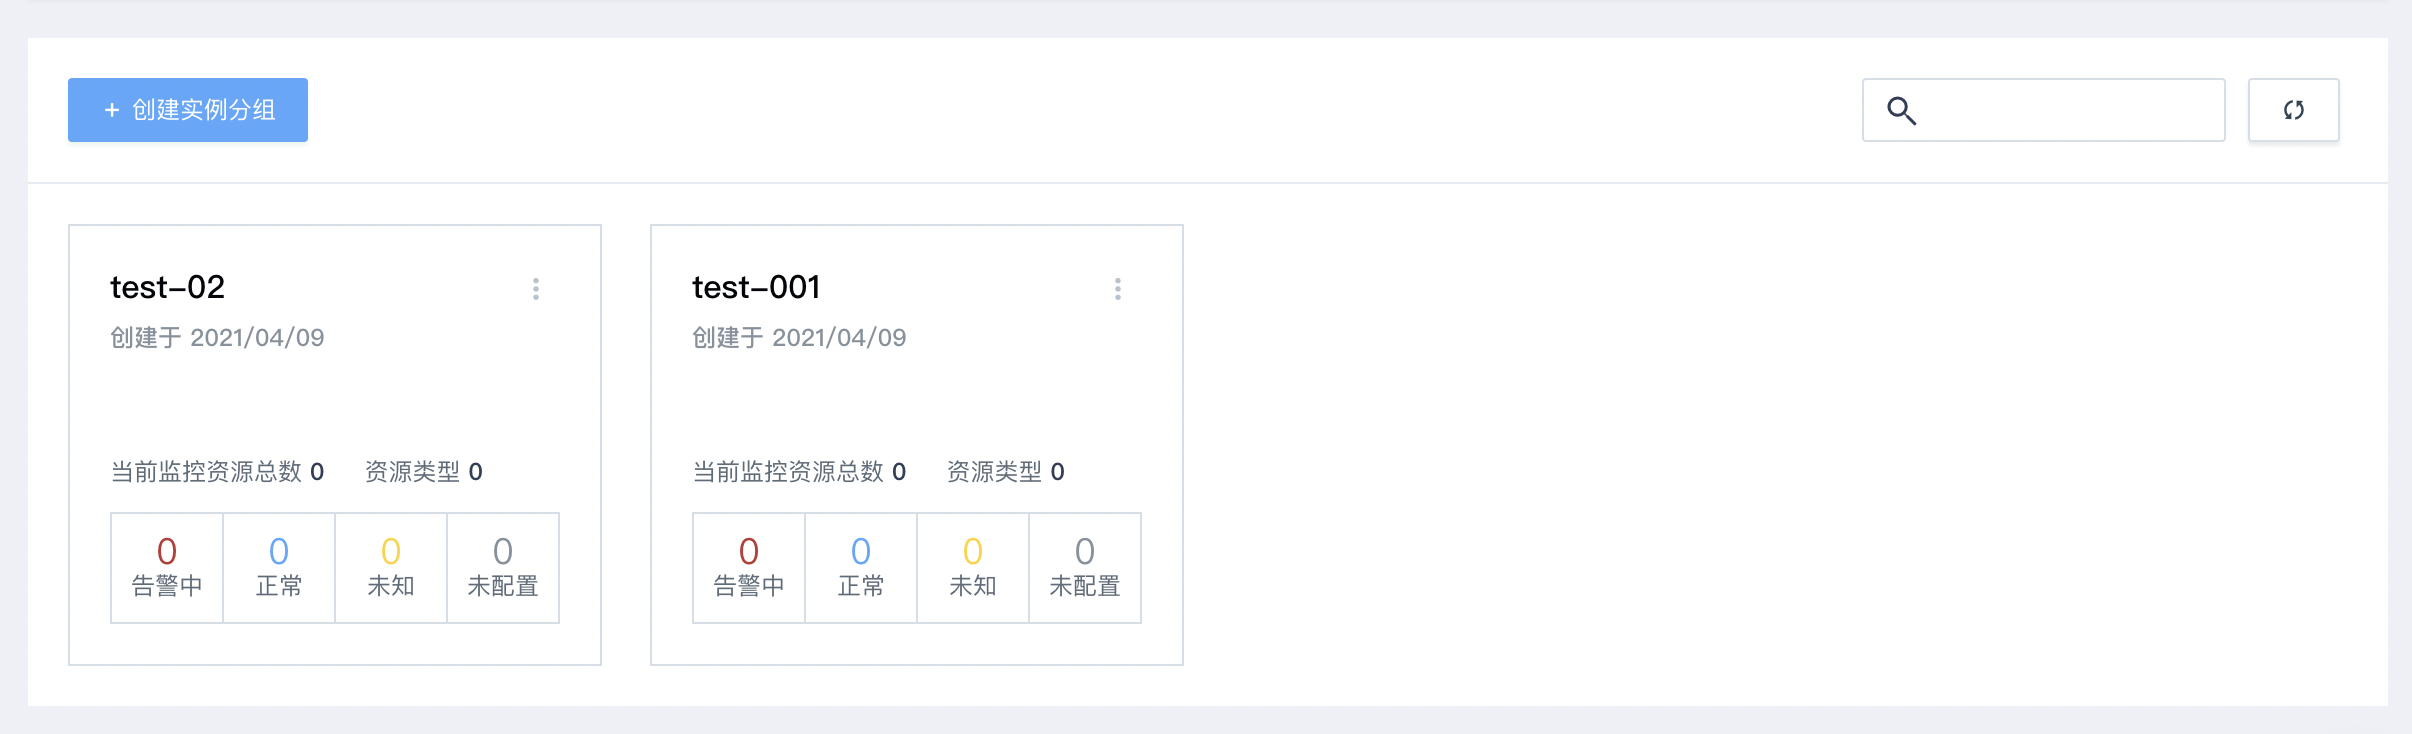 + 创建实例分组
test-02
创建于 2021/04/09
当前监控资源总数 0 资源类型 0
0 0 0 0
告警中 正常 未知 未配置
test-001
创建于 2021/04/09
当前监控资源总数 0 资源类型 0
0 0 0 0
告警中 正常 未知 未配置